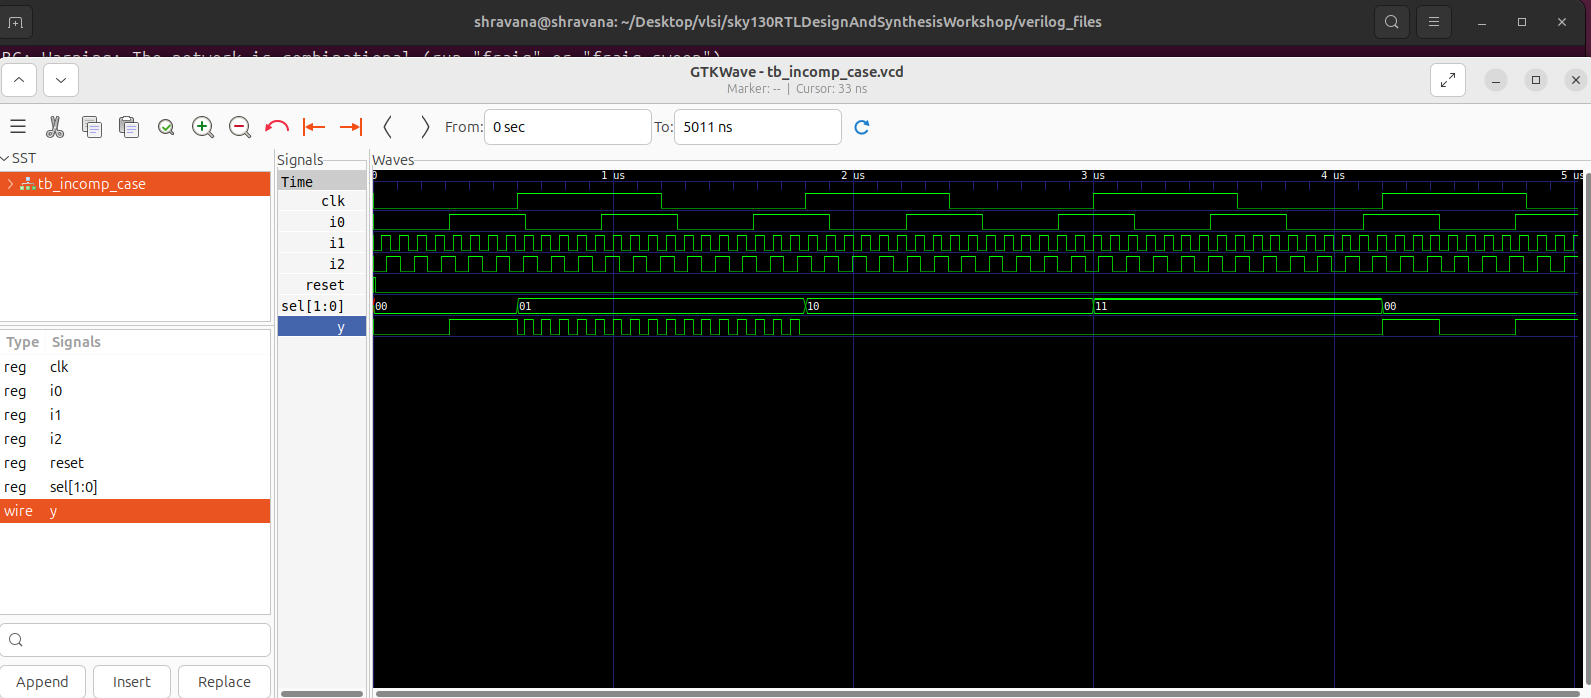 shravana@shravana: ~/Desktop/vlsi/sky130RTLDesignAndSynthesisWorkshop/verilog_files
GTKWave - tb_incomp_case.vcd
Marker: -- | Cursor: 33 ns
From: 0 sec To: 5011 ns
SST
tb_incomp_case
Type Signals
reg clk
reg i0
reg i1
reg i2
reg reset
reg sel[1:0]
wire y
Append Insert Replace
Signals
Time
clk
i0
i1
i2
reset
sel[1:0]
y
Waves
0 1 us 2 us 3 us 4 us 5 us
00 01 10 11 00